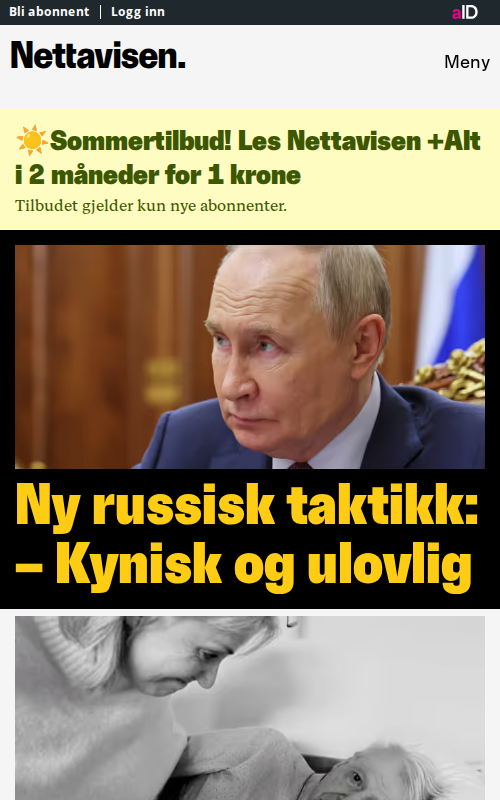 Bli abonnent | Logg inn
aID
Nettavisen.
Meny
☀️Sommertilbud! Les Nettavisen +Alt
i 2 måneder for 1 krone
Tilbudet gjelder kun nye abonnenter.
Ny russisk taktikk:
– Kynisk og ulovlig